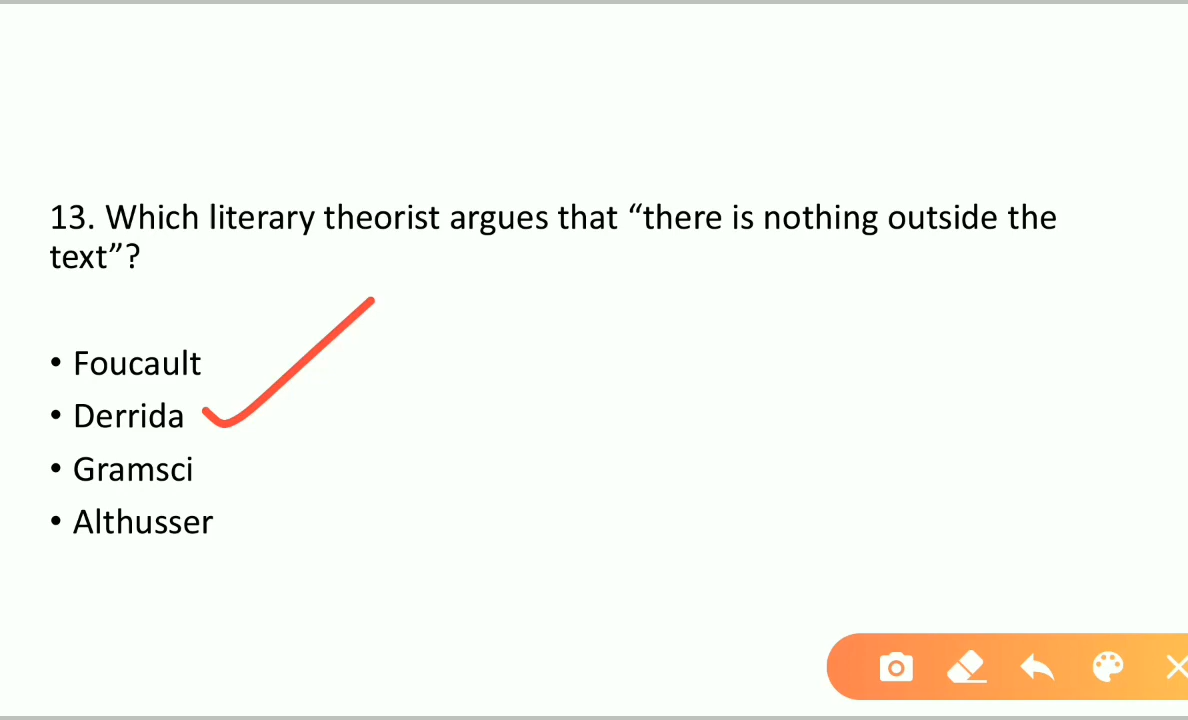 13. Which literary theorist argues that “there is nothing outside the
text”?
• Foucault
• Derrida
• Gramsci
• Althusser